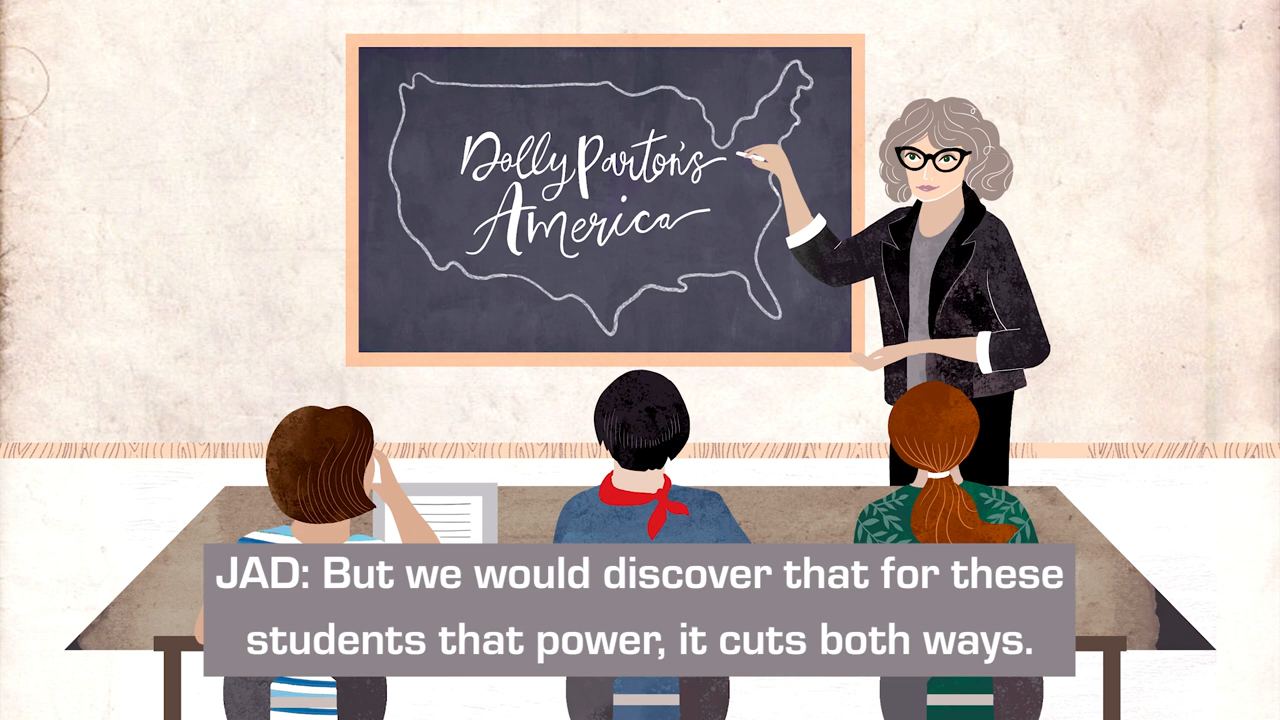 Dolly Parton's
America
JAD: But we would discover that for these
students that power, it cuts both ways.